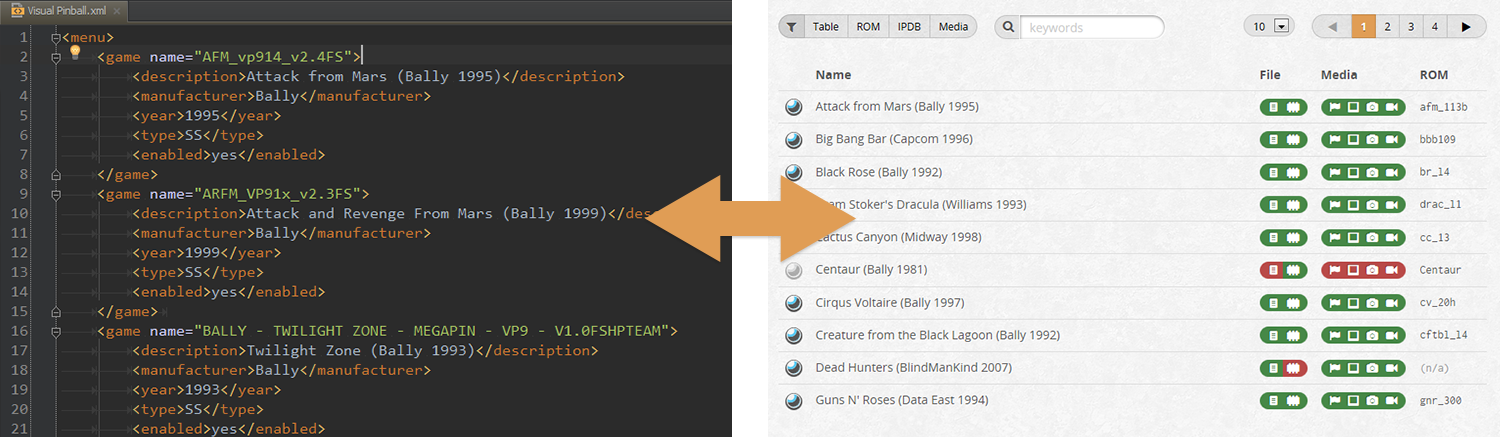 Visual Pinball.xml
1 <menu>
2 <game name="AFM_vp914_v2.4FS">
3 <description>Attack from Mars (Bally 1995)</description>
4 <manufacturer>Bally</manufacturer>
5 <year>1995</year>
6 <type>SS</type>
7 <enabled>yes</enabled>
8 </game>
9 <game name="ARFM_VP91x_v2.3FS">
10 <description>Attack and Revenge From Mars (Bally 1999)</des
11 <manufacturer>Bally</manufacturer>
12 <year>1999</year>
13 <type>SS</type>
14 <enabled>yes</enabled>
15 </game>
16 <game name="BALLY - TWILIGHT ZONE - MEGAPIN - VP9 - V1.0FSHPTEAM">
17 <description>Twilight Zone (Bally 1993)</description>
18 <manufacturer>Bally</manufacturer>
19 <year>1993</year>
20 <type>SS</type>
21 <enabled>yes</enabled>
Table ROM IPDB Media keywords 10 1 2 3 4
Name File Media ROM
Attack from Mars (Bally 1995) afm_113b
Big Bang Bar (Capcom 1996) bbb109
Black Rose (Bally 1992) br_l4
Stoker's Dracula (Williams 1993) drac_l1
Cactus Canyon (Midway 1998) cc_13
Centaur (Bally 1981) Centaur
Cirqus Voltaire (Bally 1997) cv_20h
Creature from the Black Lagoon (Bally 1992) cftbl_l4
Dead Hunters (BlindManKind 2007) (n/a)
Guns N' Roses (Data East 1994) gnr_300